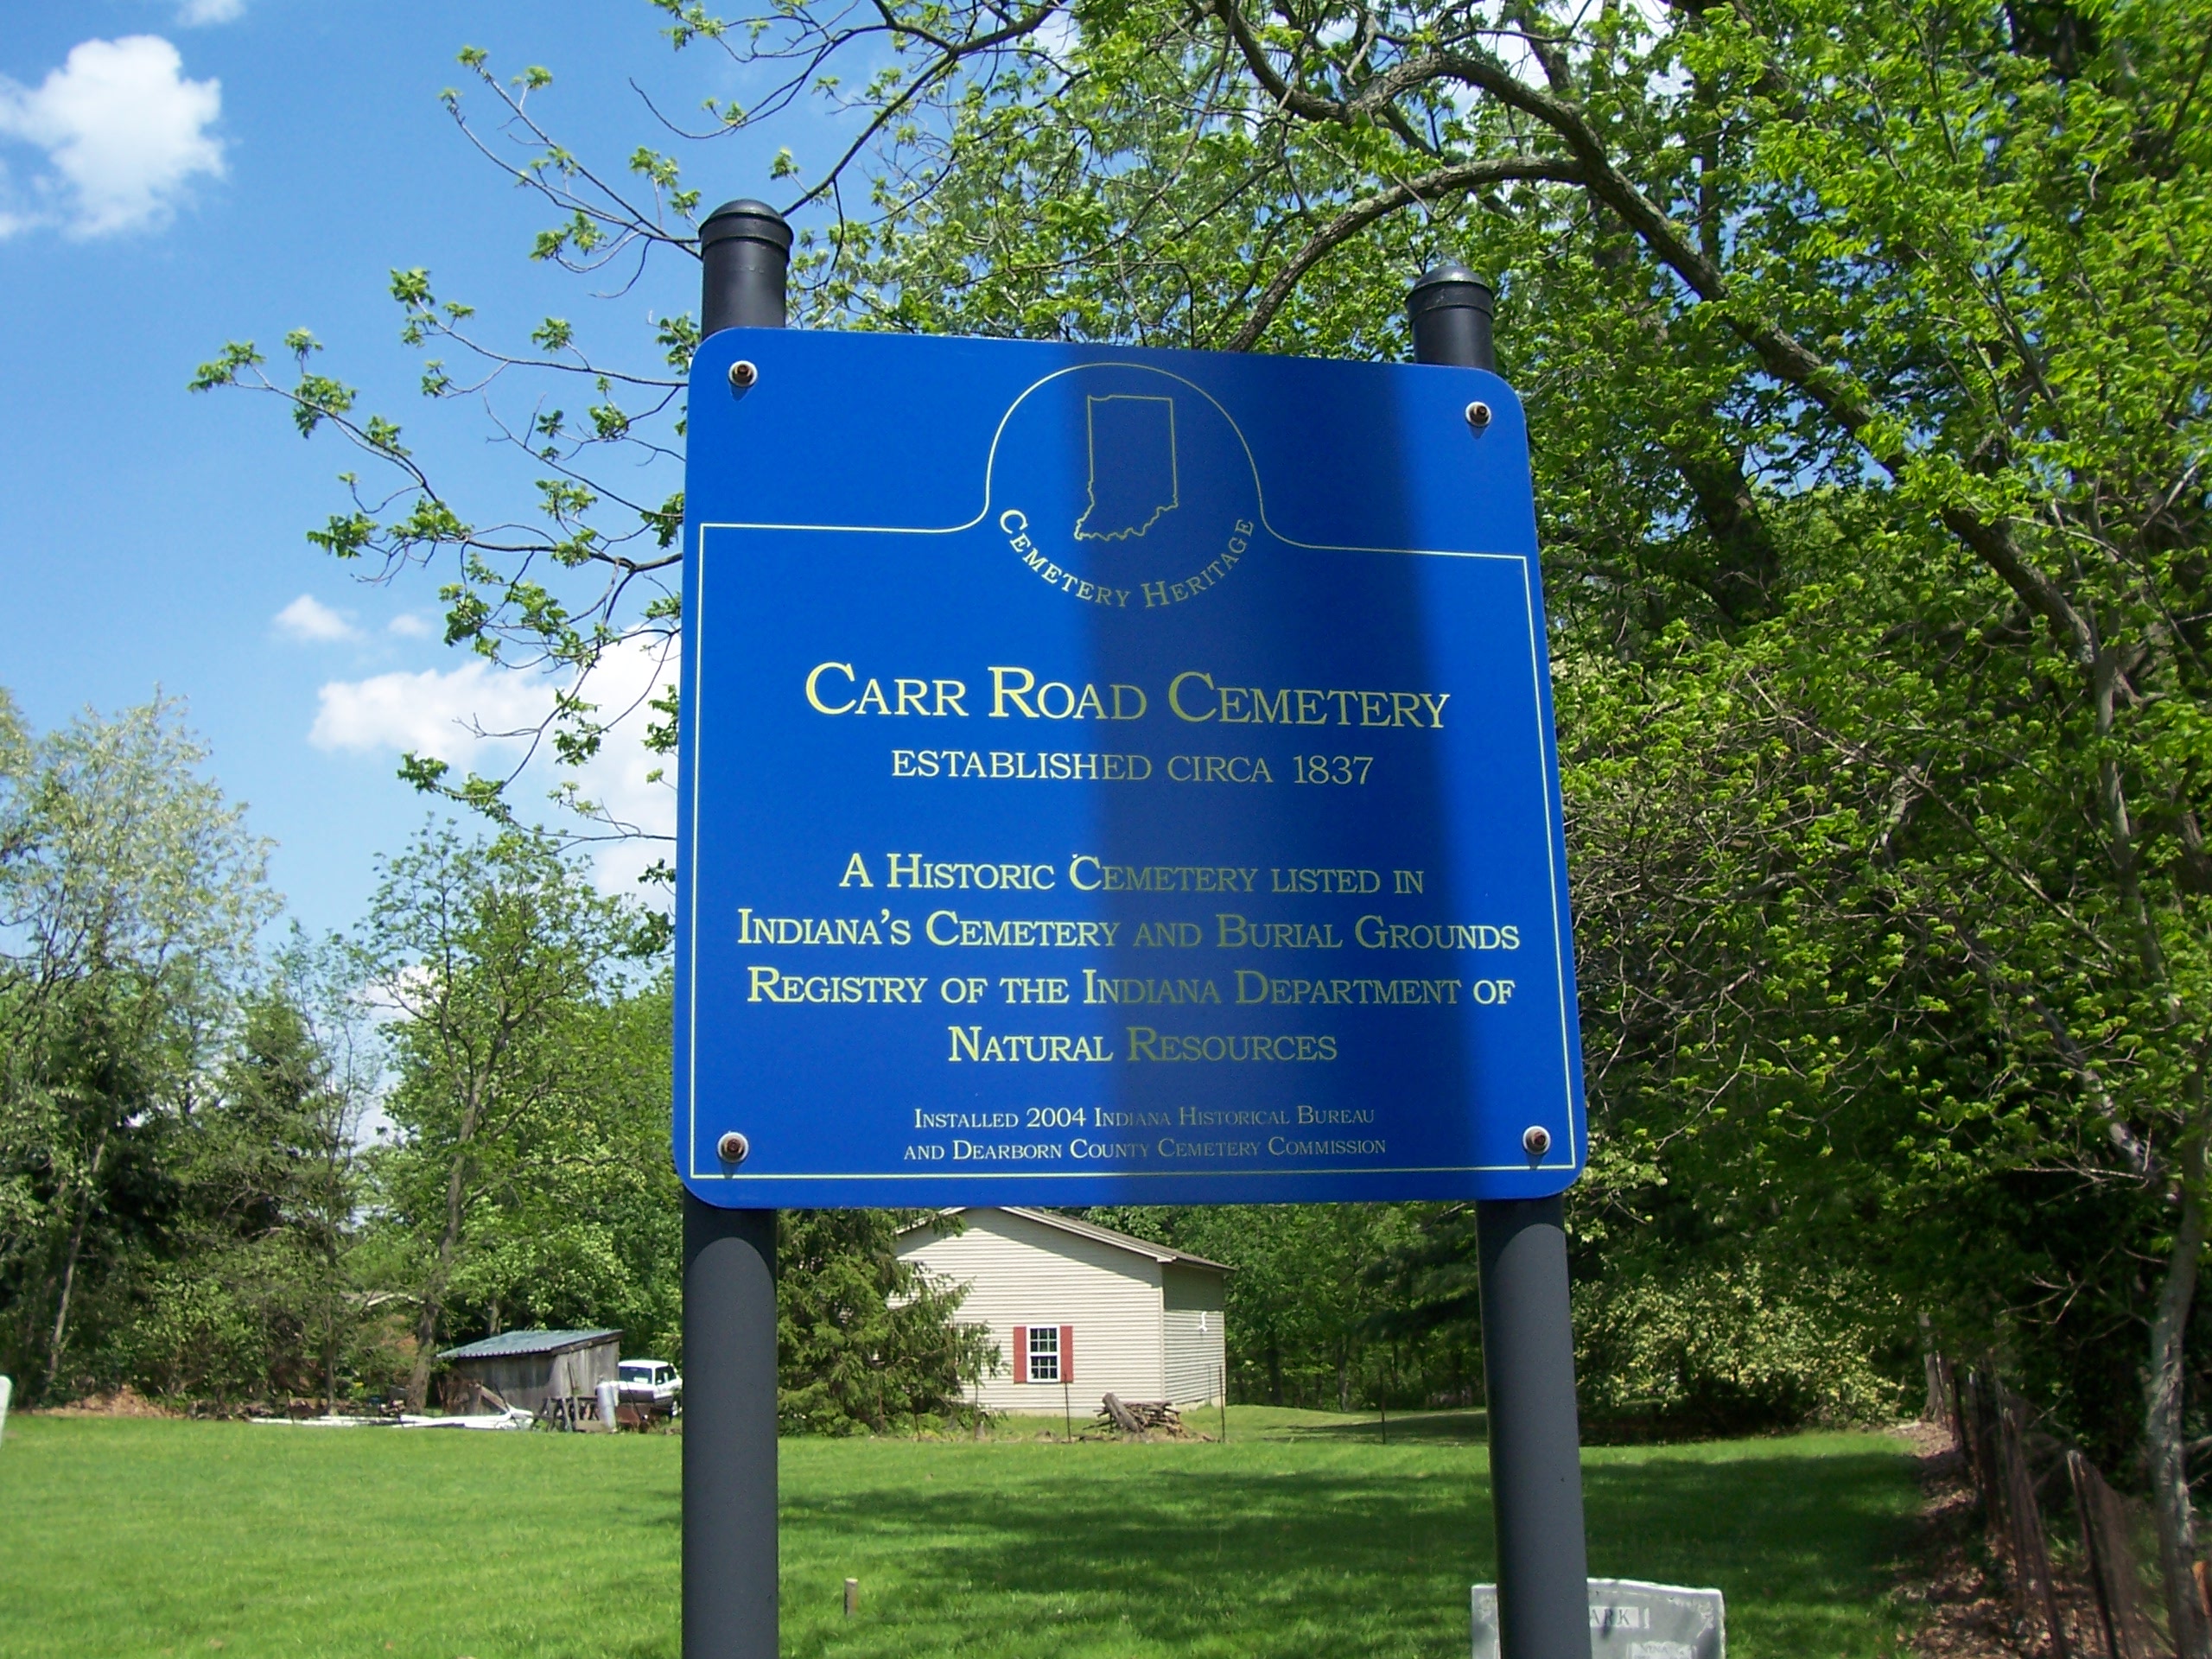 CEMETERY HERITAGE
CARR ROAD CEMETERY
ESTABLISHED CIRCA 1837
A HISTORIC CEMETERY LISTED IN
INDIANA'S CEMETERY AND BURIAL GROUNDS
REGISTRY OF THE INDIANA DEPARTMENT OF
NATURAL RESOURCES
INSTALLED 2004 INDIANA HISTORICAL BUREAU
AND DEARBORN COUNTY CEMETERY COMMISSION
ARK